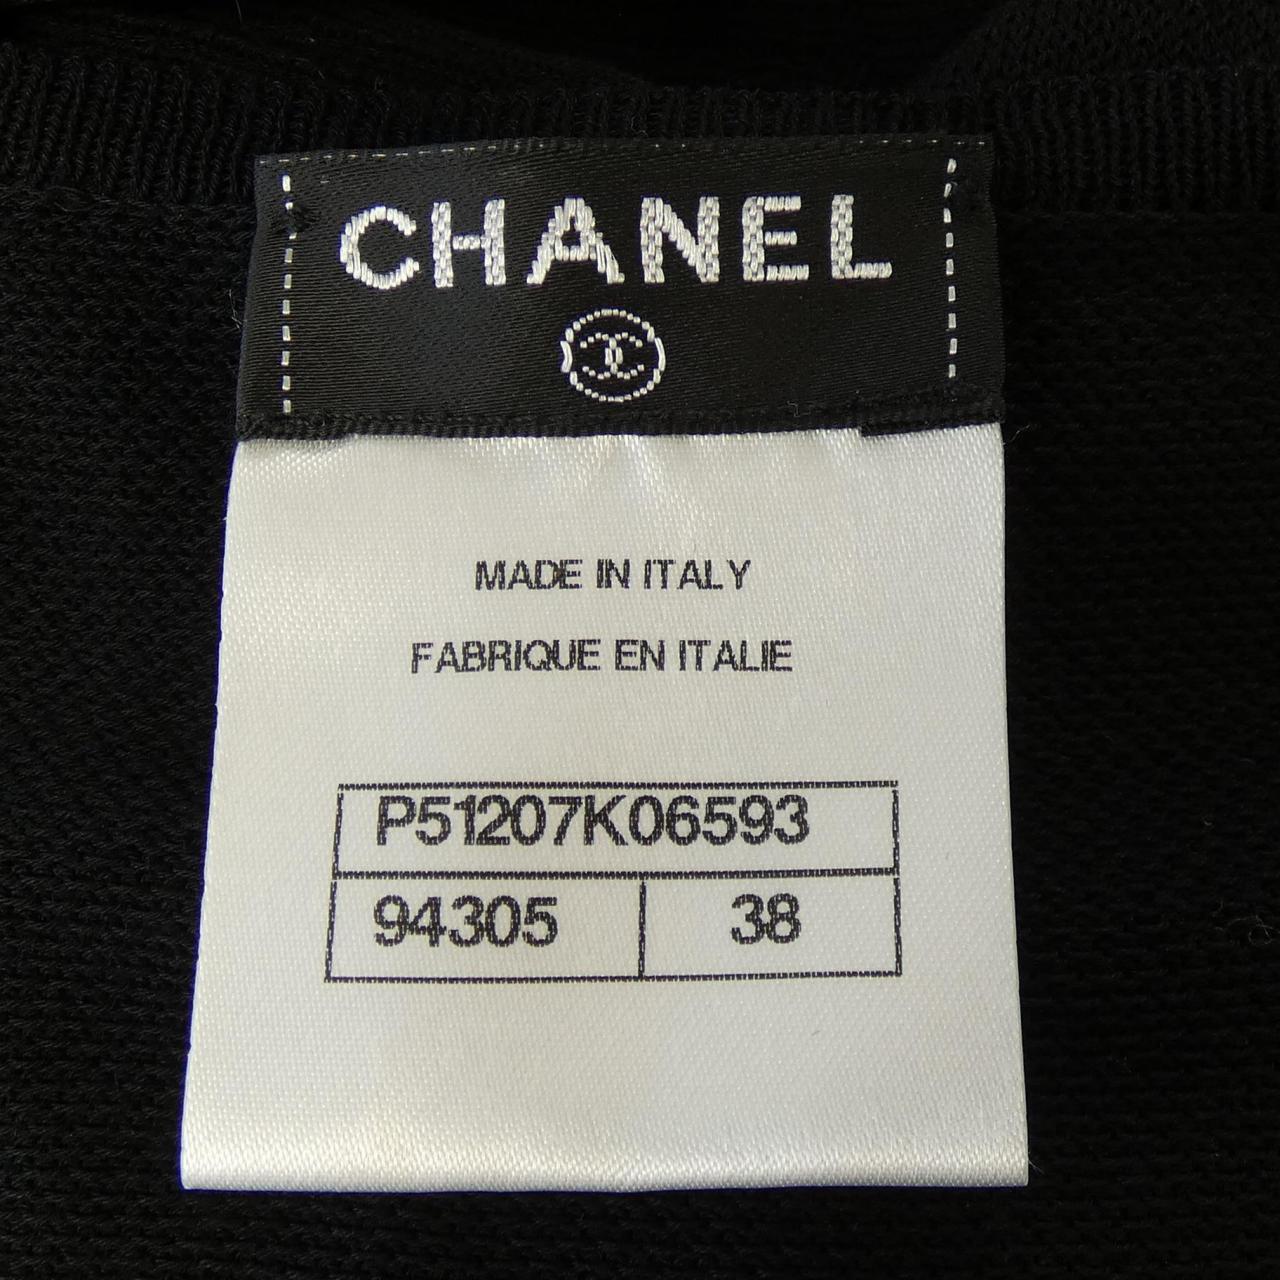 CHANEL
MADE IN ITALY
FABRIQUE EN ITALIE
P51207K06593
94305 38